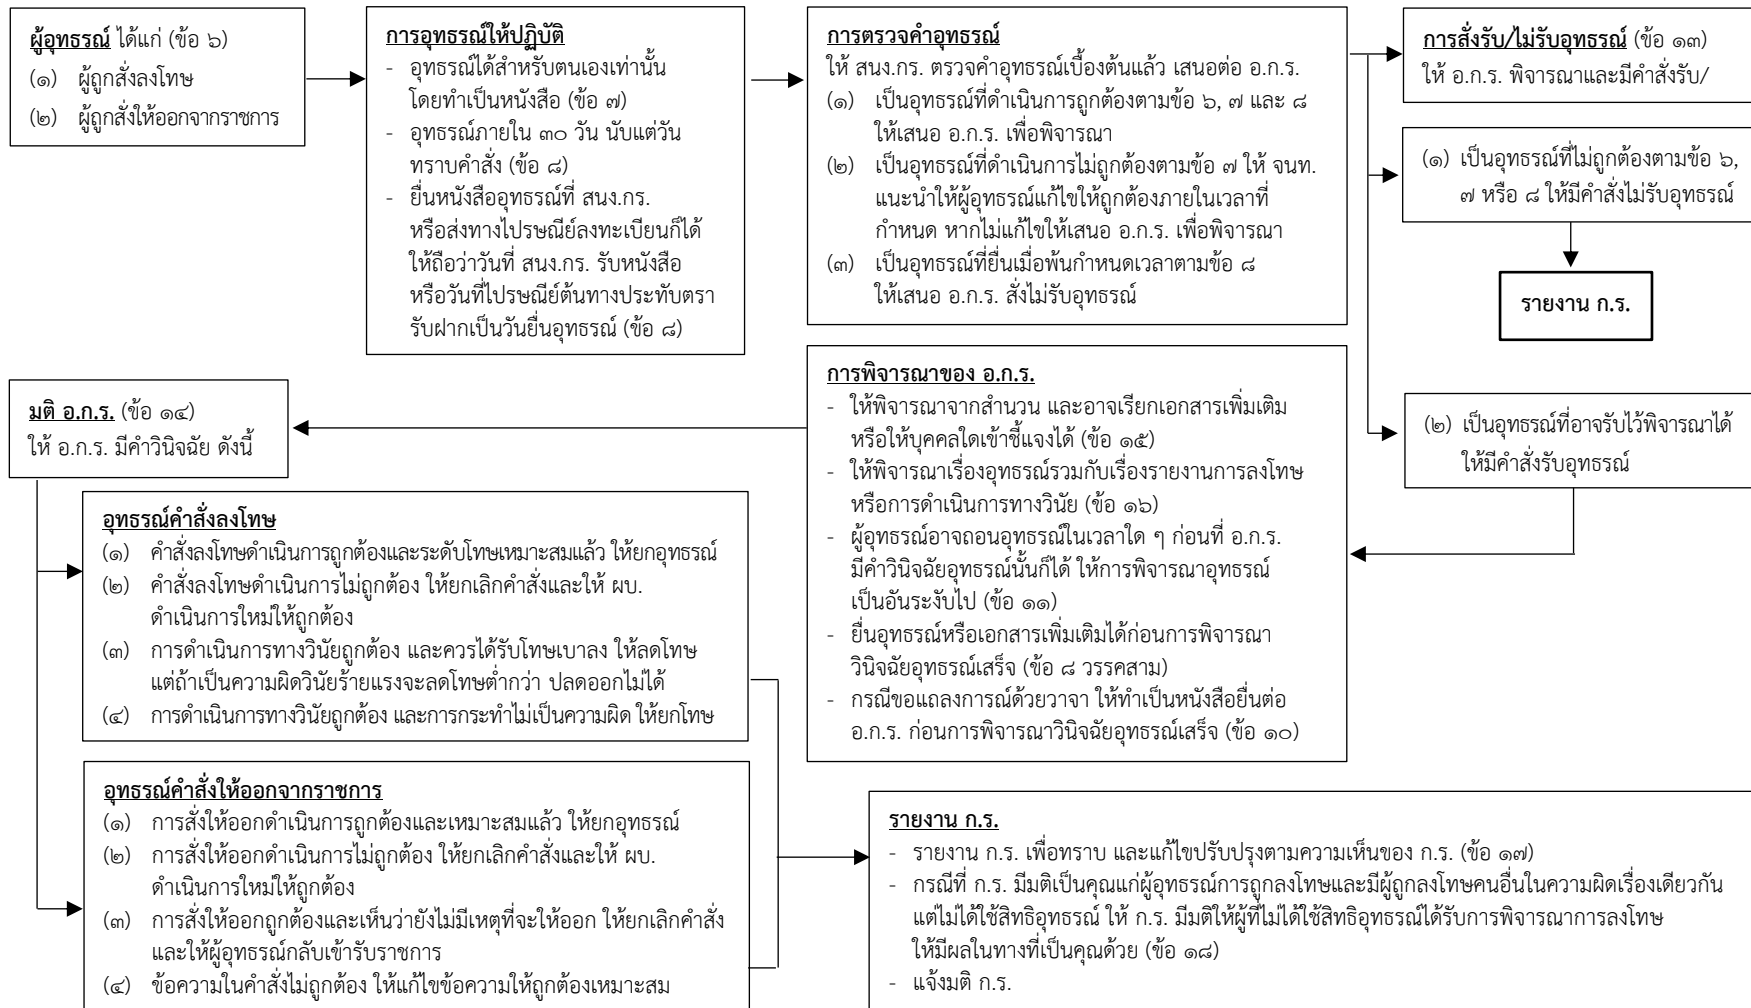 ผู้อุทธรณ์ ได้แก่ (ข้อ ๖)
(๑) ผู้ถูกสั่งลงโทษ
(๒) ผู้ถูกสั่งให้ออกจากราชการ
การอุทธรณ์ให้ปฏิบัติ
- อุทธรณ์ได้สำหรับตนเองเท่านั้น
โดยทำเป็นหนังสือ (ข้อ ๗)
- อุทธรณ์ภายใน ๓๐ วัน นับแต่วัน
ทราบคำสั่ง (ข้อ ๘)
- ยื่นหนังสืออุทธรณ์ที่ สนง.กร.
หรือส่งทางไปรษณีย์ลงทะเบียนก็ได้
ให้ถือว่าวันที่ สนง.กร. รับหนังสือ
หรือวันที่ไปรษณีย์ต้นทางประทับตรา
รับฝากเป็นวันยื่นอุทธรณ์ (ข้อ ๘)
การตรวจคำอุทธรณ์
ให้ สนง.กร. ตรวจคำอุทธรณ์เบื้องต้นแล้ว เสนอต่อ อ.ก.ร.
(๑) เป็นอุทธรณ์ที่ดำเนินการถูกต้องตามข้อ ๖, ๗ และ ๘
ให้เสนอ อ.ก.ร. เพื่อพิจารณา
(๒) เป็นอุทธรณ์ที่ดำเนินการไม่ถูกต้องตามข้อ ๗ ให้ จนท.
แนะนำให้ผู้อุทธรณ์แก้ไขให้ถูกต้องภายในเวลาที่
กำหนด หากไม่แก้ไขให้เสนอ อ.ก.ร. เพื่อพิจารณา
(๓) เป็นอุทธรณ์ที่ยื่นเมื่อพ้นกำหนดเวลาตามข้อ ๘
ให้เสนอ อ.ก.ร. สั่งไม่รับอุทธรณ์
การสั่งรับ/ไม่รับอุทธรณ์ (ข้อ ๑๓)
ให้ อ.ก.ร. พิจารณาและมีคำสั่งรับ/
(๑) เป็นอุทธรณ์ที่ไม่ถูกต้องตามข้อ ๖,
๗ หรือ ๘ ให้มีคำสั่งไม่รับอุทธรณ์
รายงาน ก.ร.
(๒) เป็นอุทธรณ์ที่อาจรับไว้พิจารณาได้
ให้มีคำสั่งรับอุทธรณ์
การพิจารณาของ อ.ก.ร.
- ให้พิจารณาจากสำนวน และอาจเรียกเอกสารเพิ่มเติม
หรือให้บุคคลใดเข้าชี้แจงได้ (ข้อ ๑๕)
- ให้พิจารณาเรื่องอุทธรณ์รวมกับเรื่องรายงานการลงโทษ
หรือการดำเนินการทางวินัย (ข้อ ๑๖)
- ผู้อุทธรณ์อาจถอนอุทธรณ์ในเวลาใด ๆ ก่อนที่ อ.ก.ร.
มีคำวินิจฉัยอุทธรณ์นั้นก็ได้ ให้การพิจารณาอุทธรณ์
เป็นอันระงับไป (ข้อ ๑๑)
- ยื่นอุทธรณ์หรือเอกสารเพิ่มเติมได้ก่อนการพิจารณา
วินิจฉัยอุทธรณ์เสร็จ (ข้อ ๘ วรรคสาม)
- กรณีขอแถลงการณ์ด้วยวาจา ให้ทำเป็นหนังสือยื่นต่อ
อ.ก.ร. ก่อนการพิจารณาวินิจฉัยอุทธรณ์เสร็จ (ข้อ ๑๐)
มติ อ.ก.ร. (ข้อ ๑๔)
ให้ อ.ก.ร. มีคำวินิจฉัย ดังนี้
อุทธรณ์คำสั่งลงโทษ
(๑) คำสั่งลงโทษดำเนินการถูกต้องและระดับโทษเหมาะสมแล้ว ให้ยกอุทธรณ์
(๒) คำสั่งลงโทษดำเนินการไม่ถูกต้อง ให้ยกเลิกคำสั่งและให้ ผบ.
ดำเนินการใหม่ให้ถูกต้อง
(๓) การดำเนินการทางวินัยถูกต้อง และควรได้รับโทษเบาลง ให้ลดโทษ
แต่ถ้าเป็นความผิดวินัยร้ายแรงจะลดโทษต่ำกว่า ปลดออกไม่ได้
(๔) การดำเนินการทางวินัยถูกต้อง และการกระทำไม่เป็นความผิด ให้ยกโทษ
อุทธรณ์คำสั่งให้ออกจากราชการ
(๑) การสั่งให้ออกดำเนินการถูกต้องและเหมาะสมแล้ว ให้ยกอุทธรณ์
(๒) การสั่งให้ออกดำเนินการไม่ถูกต้อง ให้ยกเลิกคำสั่งและให้ ผบ.
ดำเนินการใหม่ให้ถูกต้อง
(๓) การสั่งให้ออกถูกต้องและเห็นว่ายังไม่มีเหตุที่จะให้ออก ให้ยกเลิกคำสั่ง
และให้ผู้อุทธรณ์กลับเข้ารับราชการ
(๔) ข้อความในคำสั่งไม่ถูกต้อง ให้แก้ไขข้อความให้ถูกต้องเหมาะสม
รายงาน ก.ร.
- รายงาน ก.ร. เพื่อทราบ และแก้ไขปรับปรุงตามความเห็นของ ก.ร. (ข้อ ๑๗)
- กรณีที่ ก.ร. มีมติเป็นคุณแก่ผู้อุทธรณ์การถูกลงโทษและมีผู้ถูกลงโทษคนอื่นในความผิดเรื่องเดียวกัน
แต่ไม่ได้ใช้สิทธิอุทธรณ์ ให้ ก.ร. มีมติให้ผู้ที่ไม่ได้ใช้สิทธิอุทธรณ์ได้รับการพิจารณาการลงโทษ
ให้มีผลในทางที่เป็นคุณด้วย (ข้อ ๑๘)
- แจ้งมติ ก.ร.